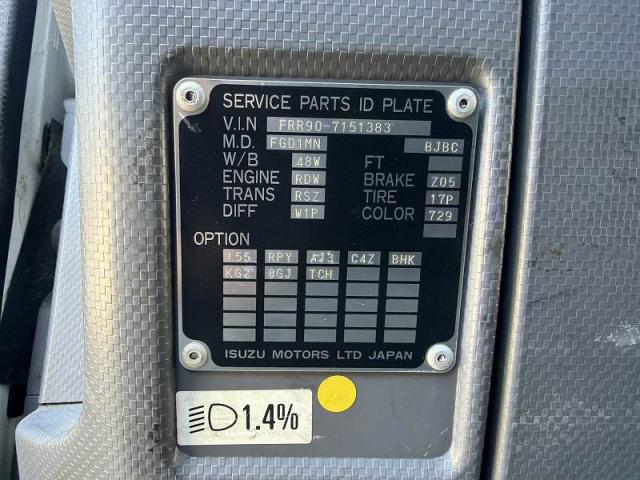 SERVICE PARTS ID PLATE
V.I.N FRR90-7151383
M.D. FGD1MN BJBC
W/B 48W FT
ENGINE RDW BRAKE Z05
TRANS RSZ TIRE 17P
DIFF W1P COLOR 729
OPTION
155 RPY AJ3 C4Z BHK
KG2 8GJ TCH
ISUZU MOTORS LTD JAPAN
1.4%